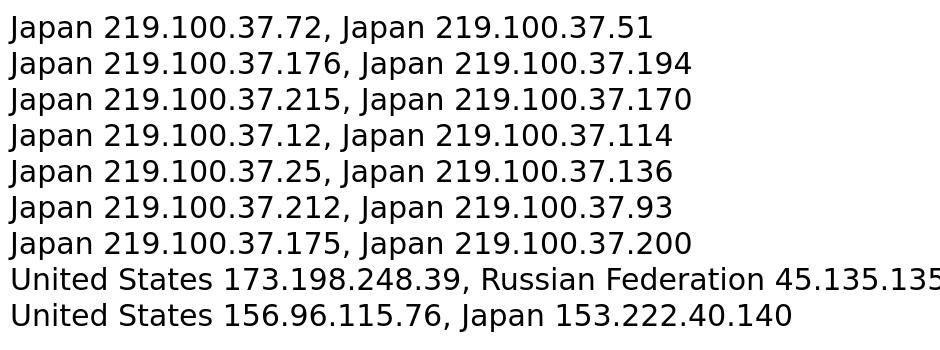 Japan 219.100.37.72, Japan 219.100.37.51
Japan 219.100.37.176, Japan 219.100.37.194
Japan 219.100.37.215, Japan 219.100.37.170
Japan 219.100.37.12, Japan 219.100.37.114
Japan 219.100.37.25, Japan 219.100.37.136
Japan 219.100.37.212, Japan 219.100.37.93
Japan 219.100.37.175, Japan 219.100.37.200
United States 173.198.248.39, Russian Federation 45.135.135
United States 156.96.115.76, Japan 153.222.40.140